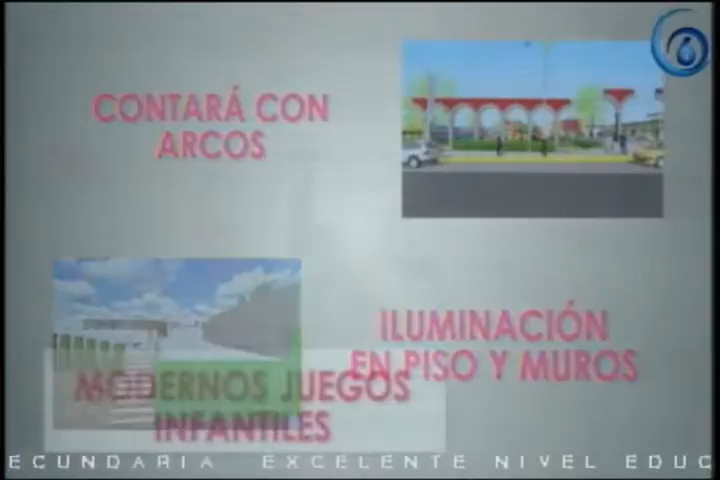 CONTARÁ CON
ARCOS
ILUMINACIÓN
EN PISO Y MUROS
MODERNOS JUEGOS
INFANTILES
ECUNDARIA EXCELENTE NIVEL EDUC